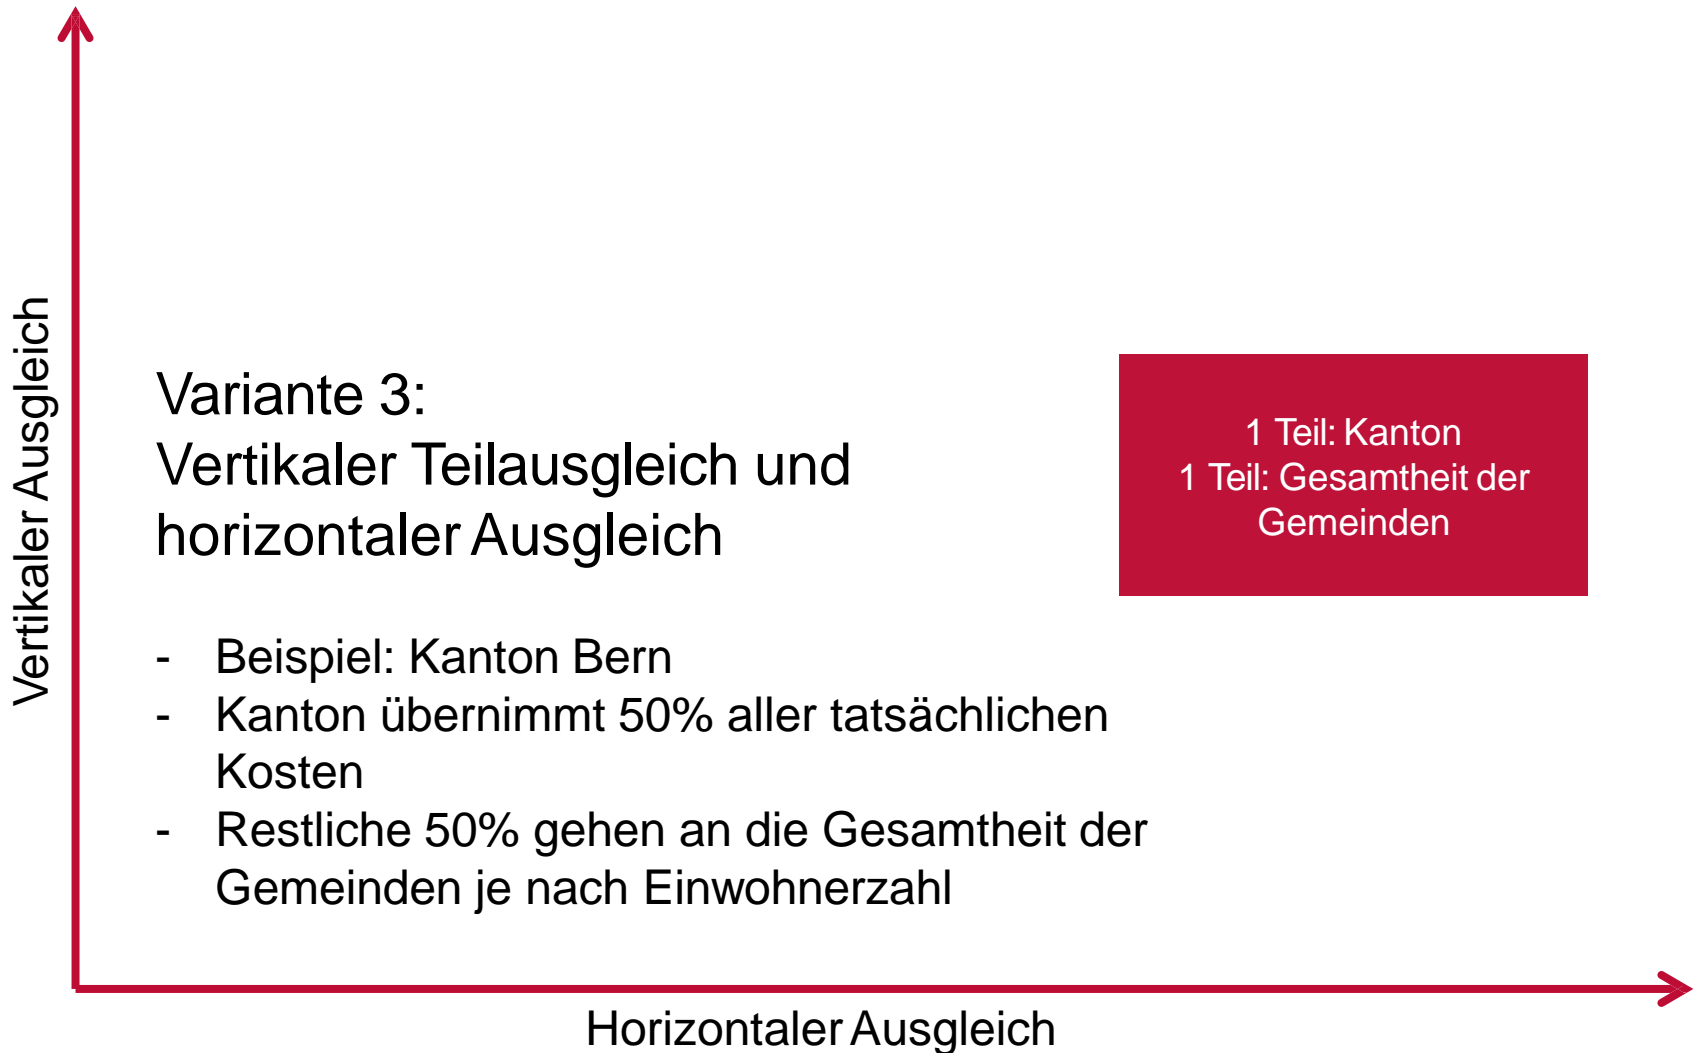 Vertikaler Ausgleich
Variante 3:
Vertikaler Teilausgleich und
horizontaler Ausgleich
1 Teil: Kanton
1 Teil: Gesamtheit der
Gemeinden
- Beispiel: Kanton Bern
- Kanton übernimmt 50% aller tatsächlichen
Kosten
- Restliche 50% gehen an die Gesamtheit der
Gemeinden je nach Einwohnerzahl
Horizontaler Ausgleich